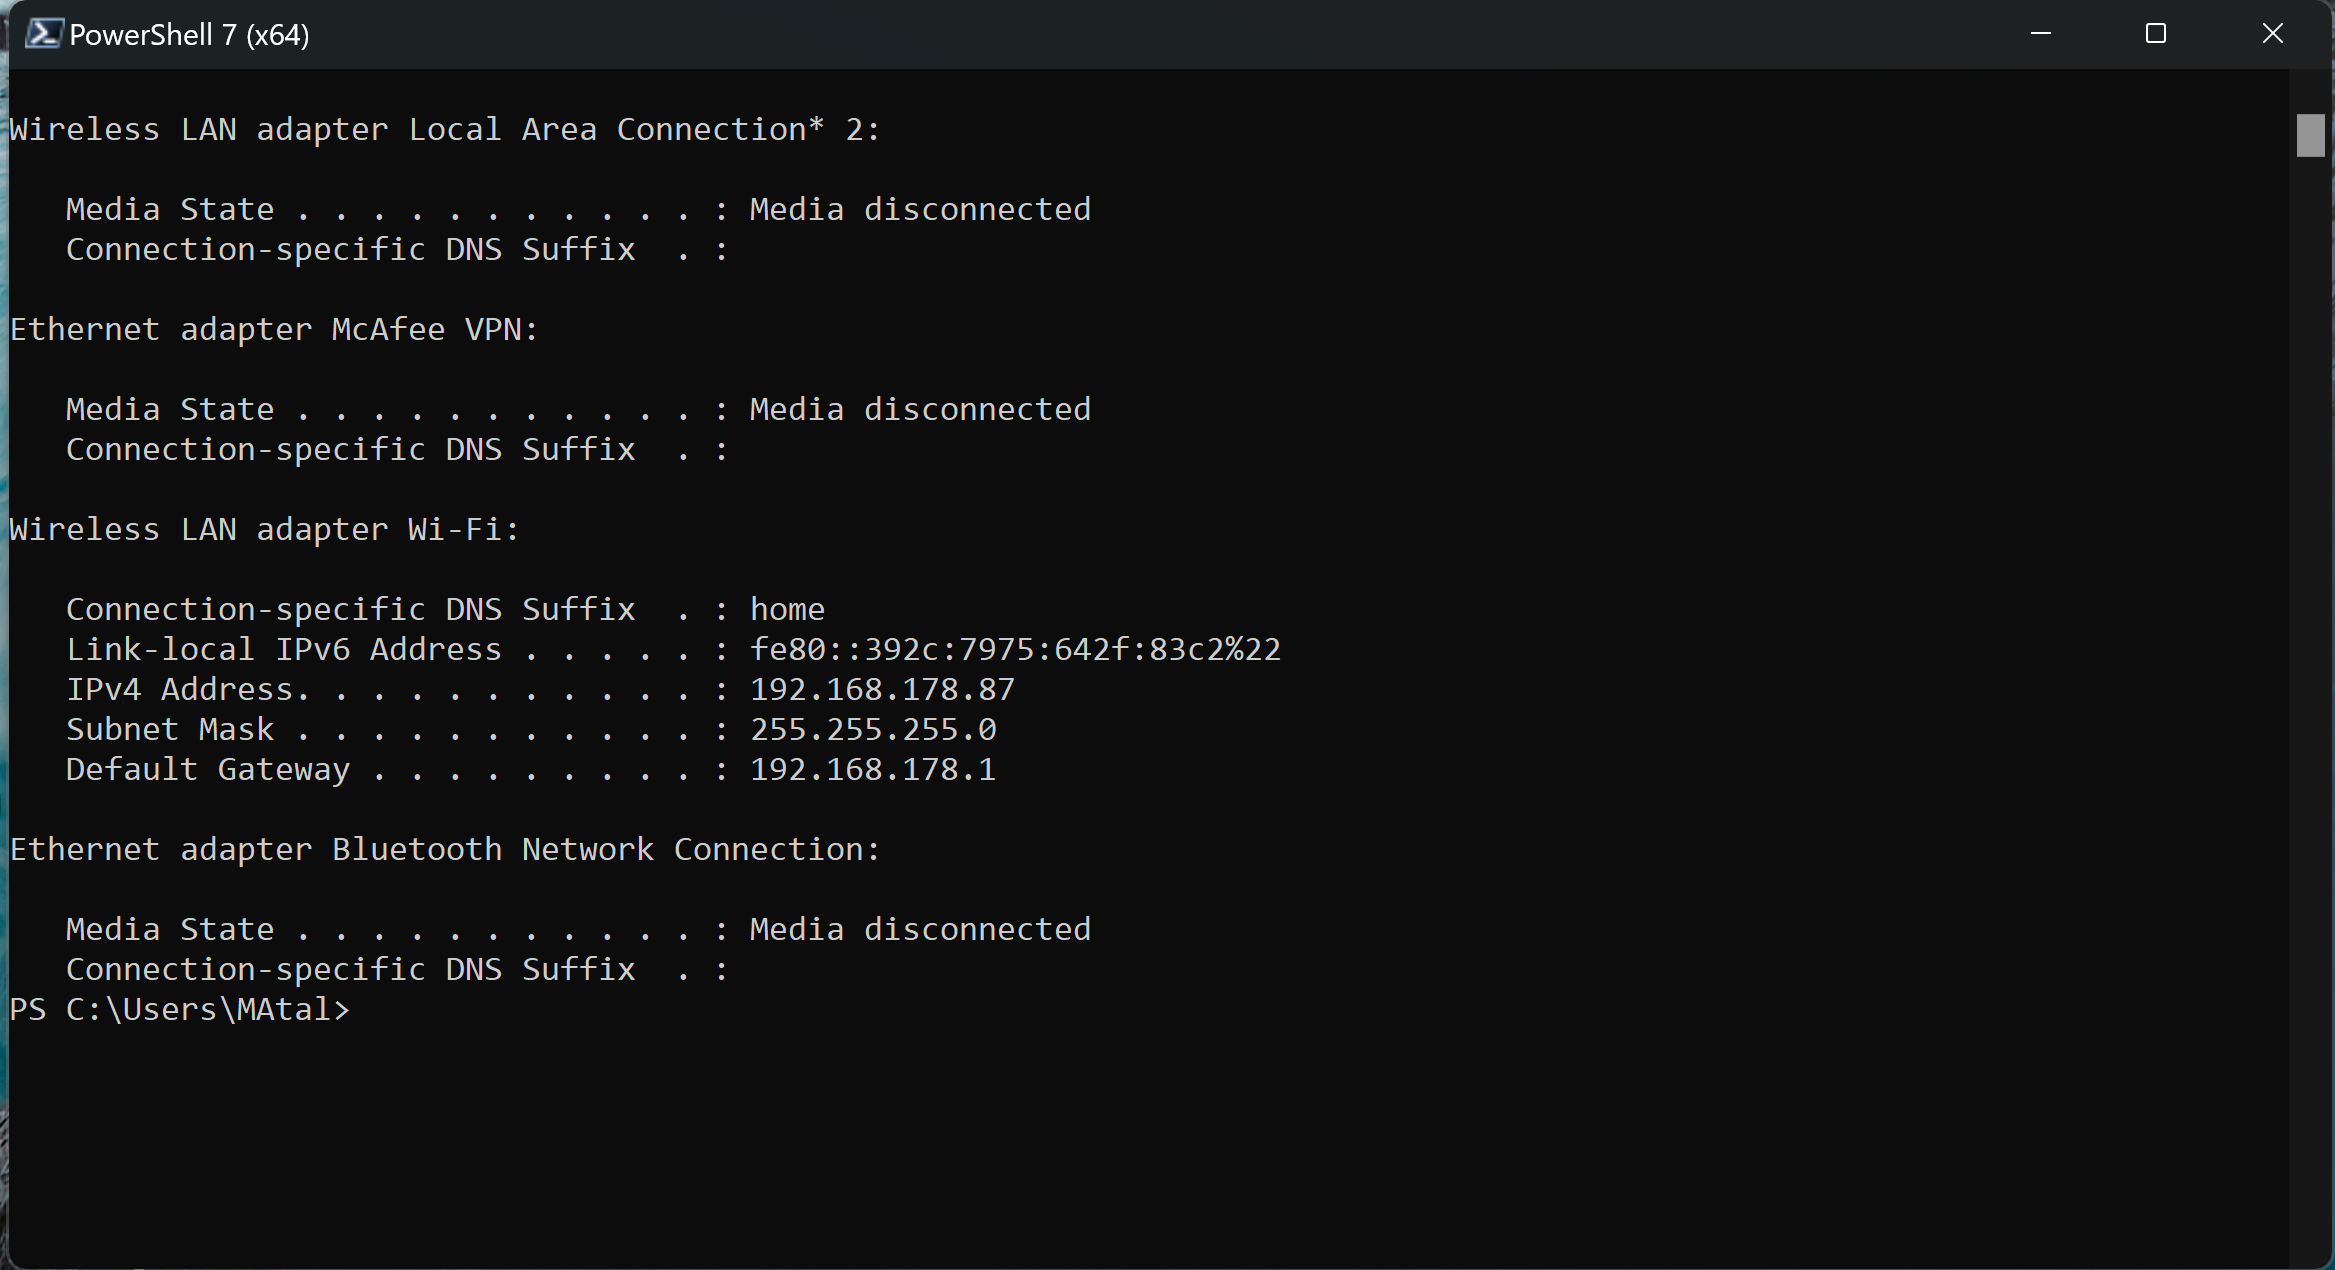 PowerShell 7 (x64)
Wireless LAN adapter Local Area Connection* 2:
Media State . . . . . . . . . . . : Media disconnected
Connection-specific DNS Suffix  . :
Ethernet adapter McAfee VPN:
Media State . . . . . . . . . . . : Media disconnected
Connection-specific DNS Suffix  . :
Wireless LAN adapter Wi-Fi:
Connection-specific DNS Suffix  . : home
Link-local IPv6 Address . . . . . : fe80::392c:7975:642f:83c2%22
IPv4 Address. . . . . . . . . . . : 192.168.178.87
Subnet Mask . . . . . . . . . . . : 255.255.255.0
Default Gateway . . . . . . . . . : 192.168.178.1
Ethernet adapter Bluetooth Network Connection:
Media State . . . . . . . . . . . : Media disconnected
Connection-specific DNS Suffix  . :
PS C:\Users\MAtal>